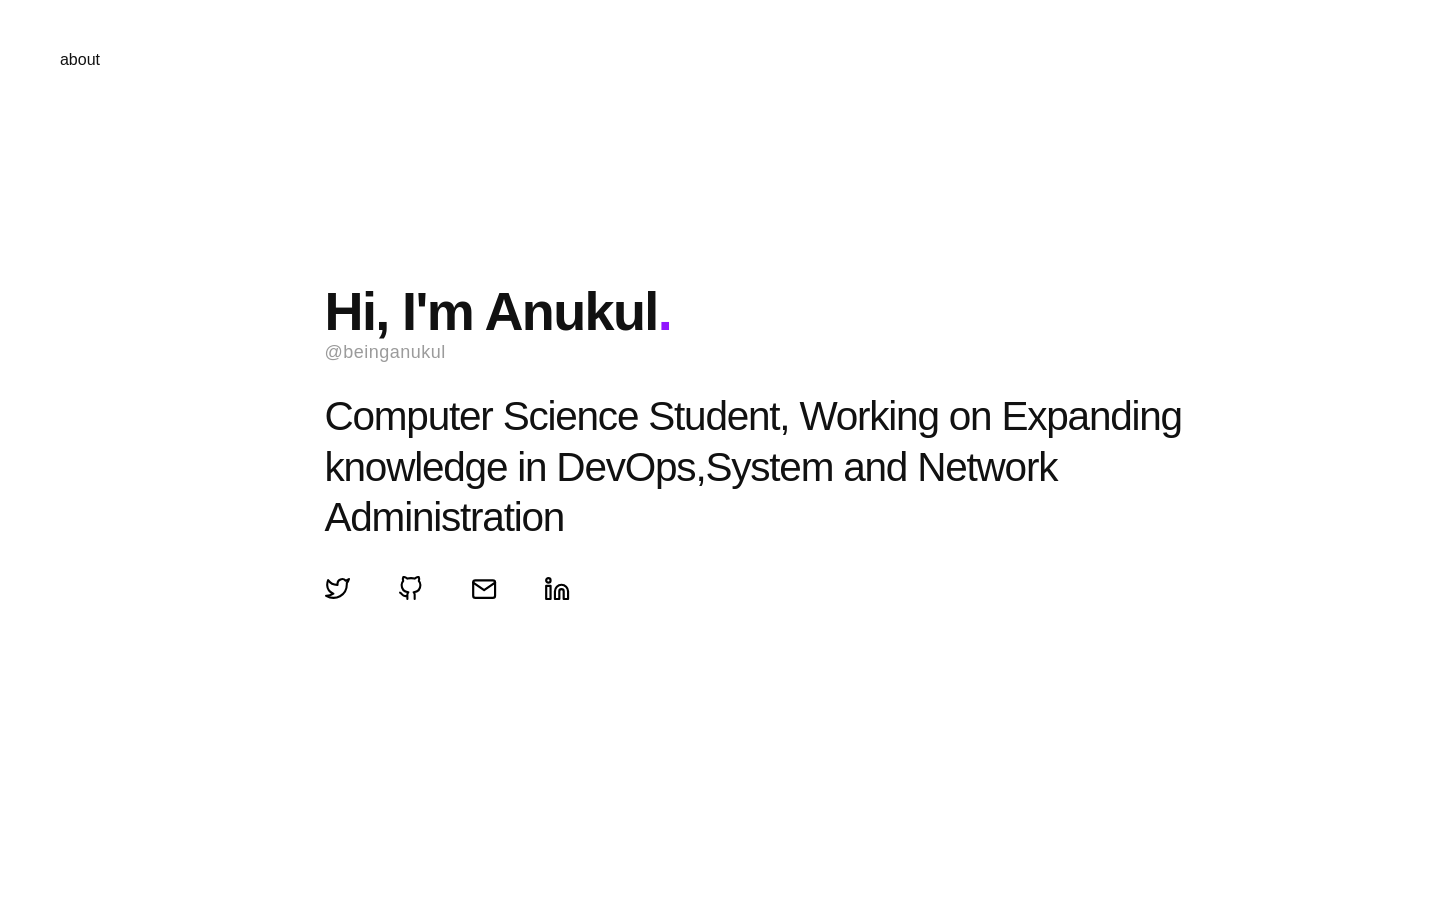 about
Hi, I'm Anukul.
@beinganukul
Computer Science Student, Working on Expanding
knowledge in DevOps,System and Network
Administration